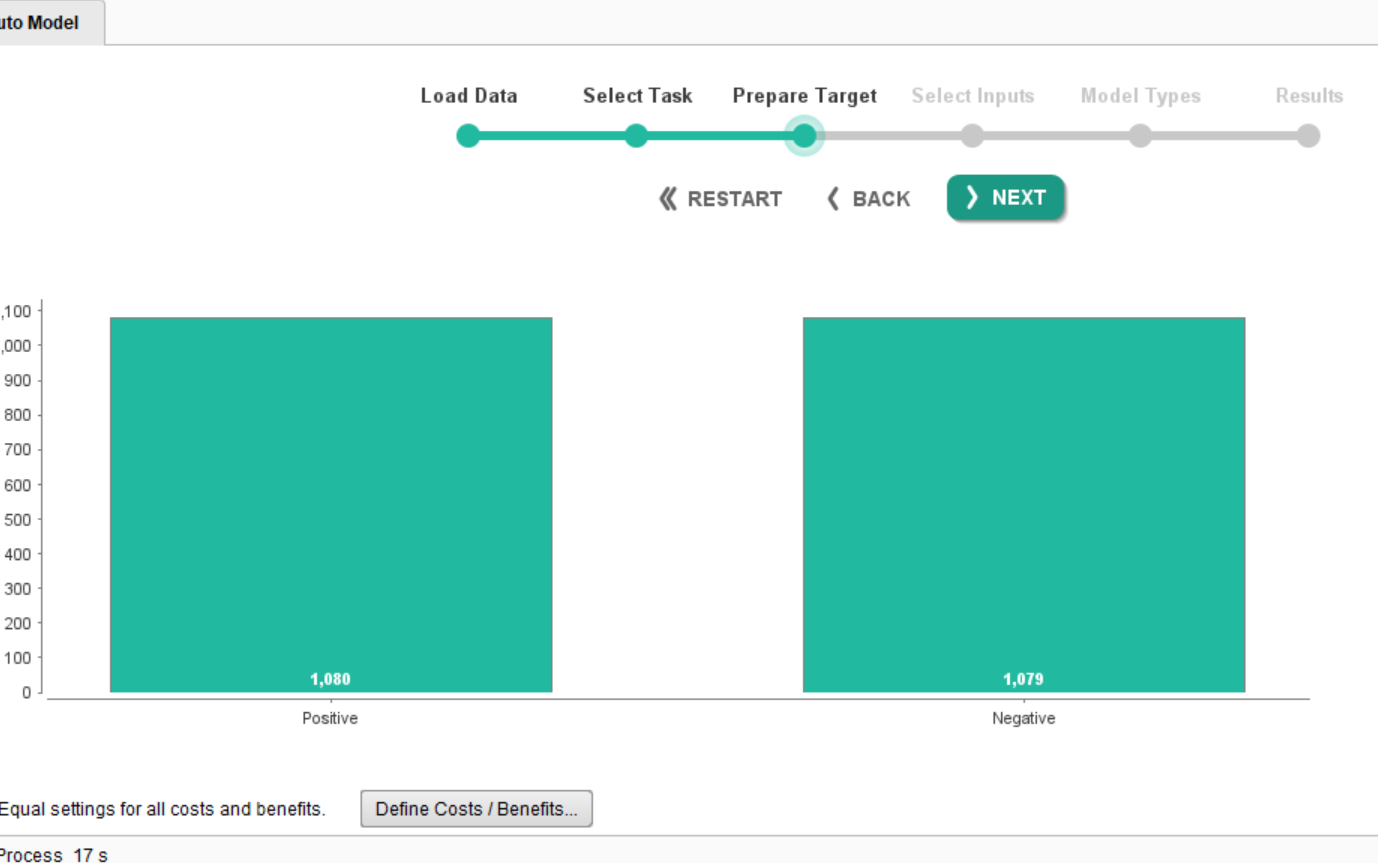 uto Model
Load Data Select Task Prepare Target Select Inputs Model Types Results
RESTART BACK NEXT
,100
,000
900
800
700
600
500
400
300
200
100
0
1,080 1,079
Positive Negative
Equal settings for all costs and benefits. Define Costs / Benefits...
Process 17 s